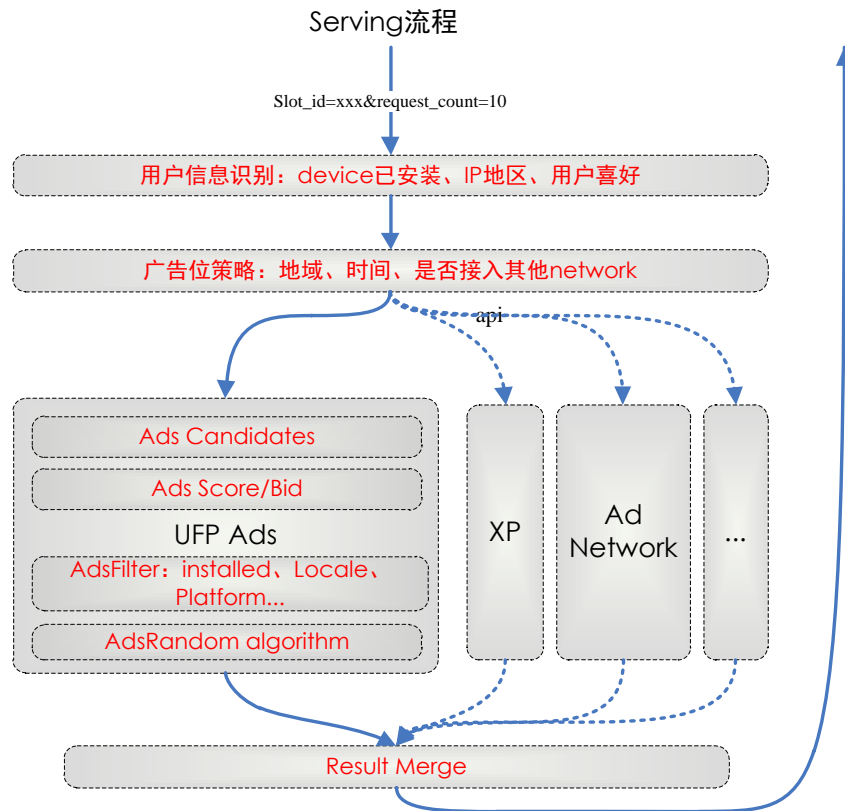 Serving流程
Slot_id=xxx&request_count=10
用户信息识别：device已安装、IP地区、用户喜好
广告位策略：地域、时间、是否接入其他network
api
Ads Candidates
Ads Score/Bid
UFP Ads
AdsFilter：installed、Locale、
Platform...
AdsRandom algorithm
XP
Ad
Network
...
Result Merge